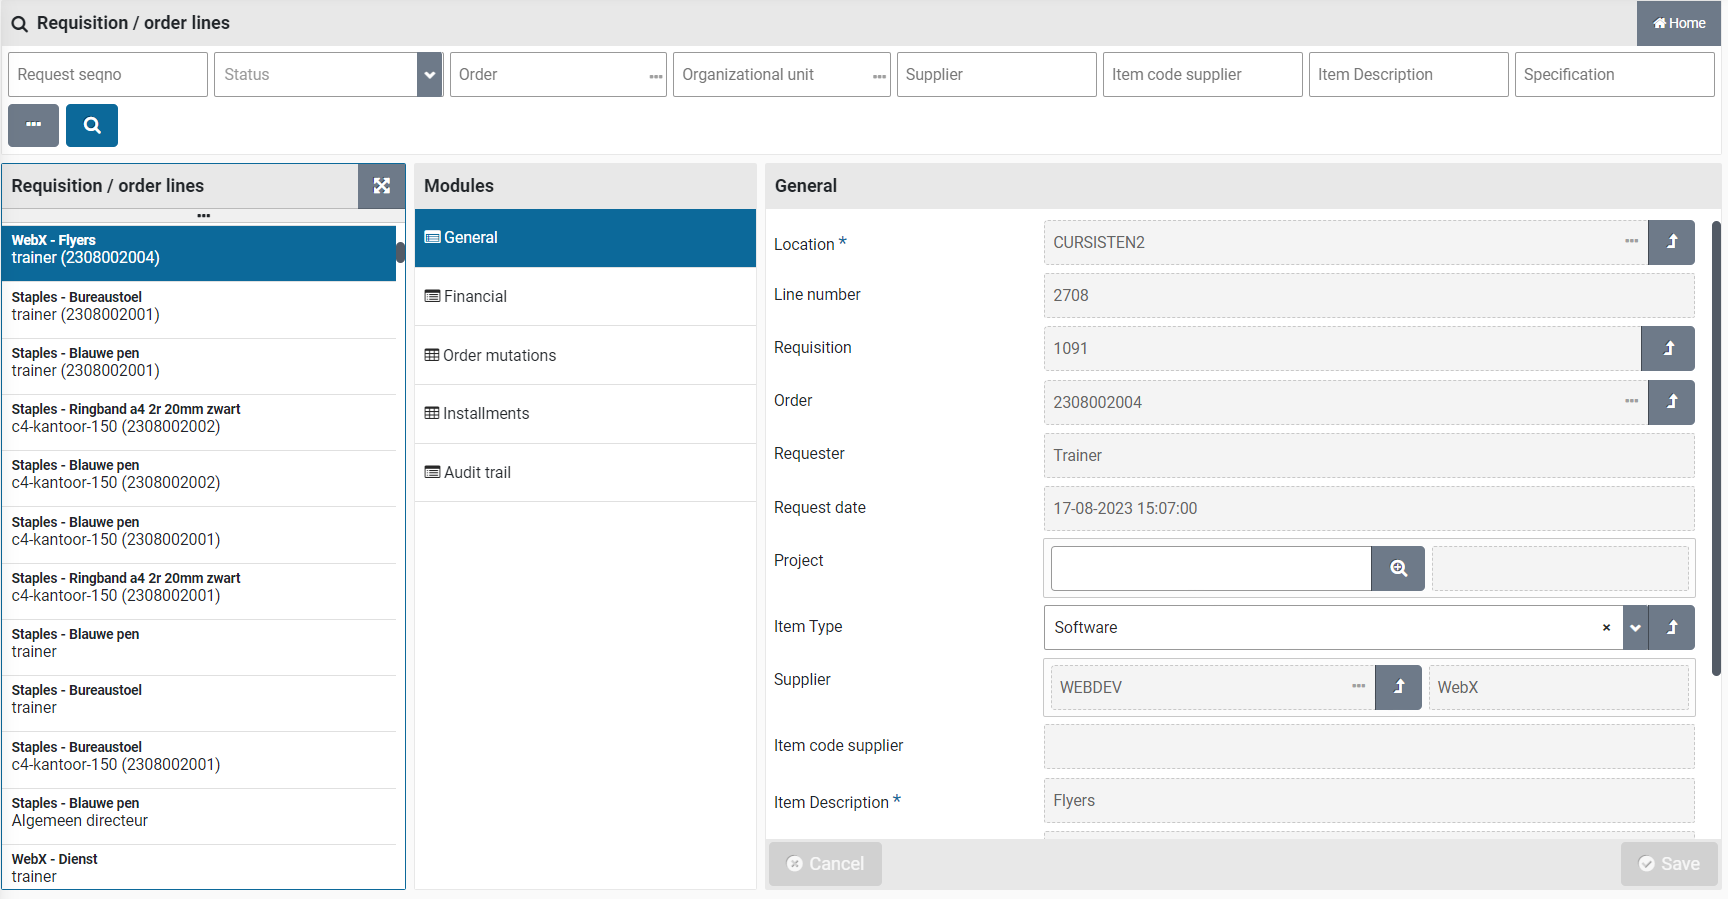 Requisition / order lines
Home
Request seqno
Status
Order
Organizational unit
Supplier
Item code supplier
Item Description
Specification
Requisition / order lines
WebX - Flyers
trainer (2308002004)
Staples - Bureaustoel
trainer (2308002001)
Staples - Blauwe pen
trainer (2308002001)
Staples - Ringband a4 2r 20mm zwart
c4-kantoor-150 (2308002002)
Staples - Blauwe pen
c4-kantoor-150 (2308002002)
Staples - Blauwe pen
c4-kantoor-150 (2308002001)
Staples - Ringband a4 2r 20mm zwart
c4-kantoor-150 (2308002001)
Staples - Blauwe pen
trainer
Staples - Bureaustoel
trainer
Staples - Bureaustoel
c4-kantoor-150 (2308002001)
Staples - Blauwe pen
Algemeen directeur
WebX - Dienst
trainer
Modules
General
Financial
Order mutations
Installments
Audit trail
General
Location * CURSISTEN2
Line number 2708
Requisition 1091
Order 2308002004
Requester Trainer
Request date 17-08-2023 15:07:00
Project
Item Type Software
Supplier WEBDEV WebX
Item code supplier
Item Description * Flyers
Cancel
Save